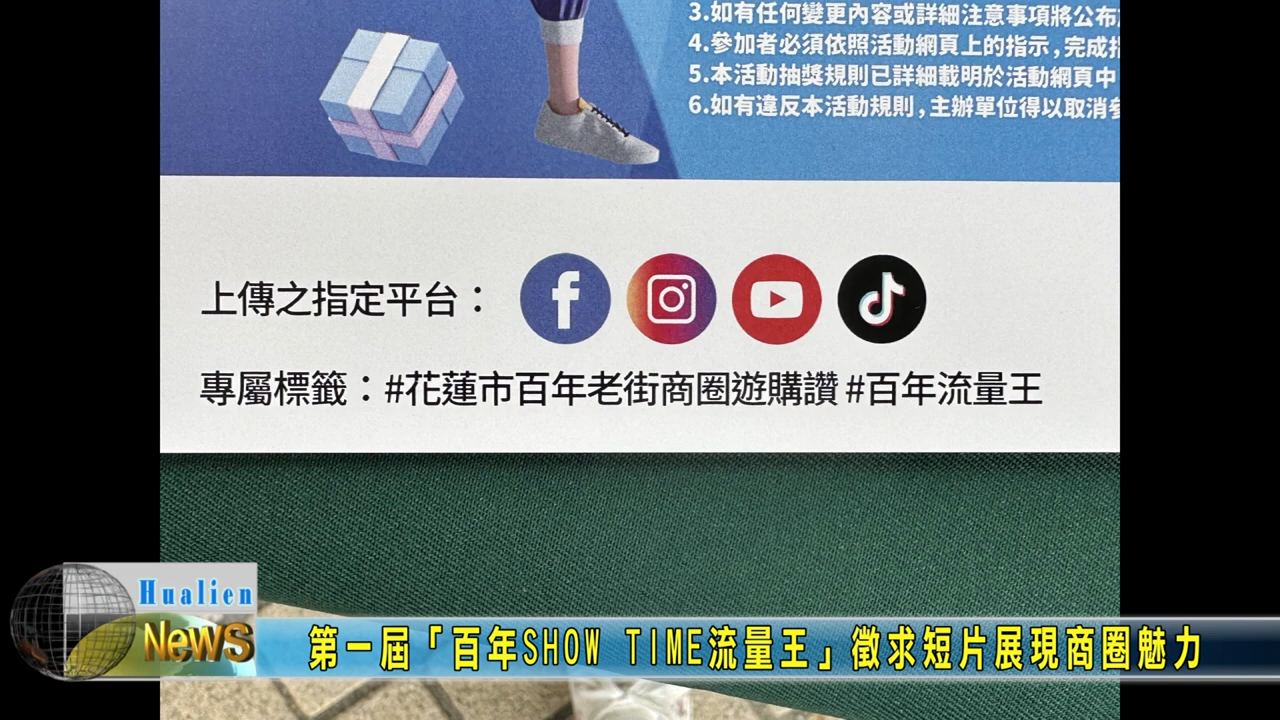 3.如有任何變更內容或詳細注意事項將公布
4.參加者必須依照活動網頁上的指示,完成
5.本活動抽獎規則已詳細載明於活動網頁中
6.如有違反本活動規則,主辦單位得以取消
上傳之指定平台：
專屬標籤：#花蓮市百年老街商圈遊購讚 #百年流量王
Hualien
NewS
第一屆「百年SHOW TIME流量王」徵求短片展現商圈魅力